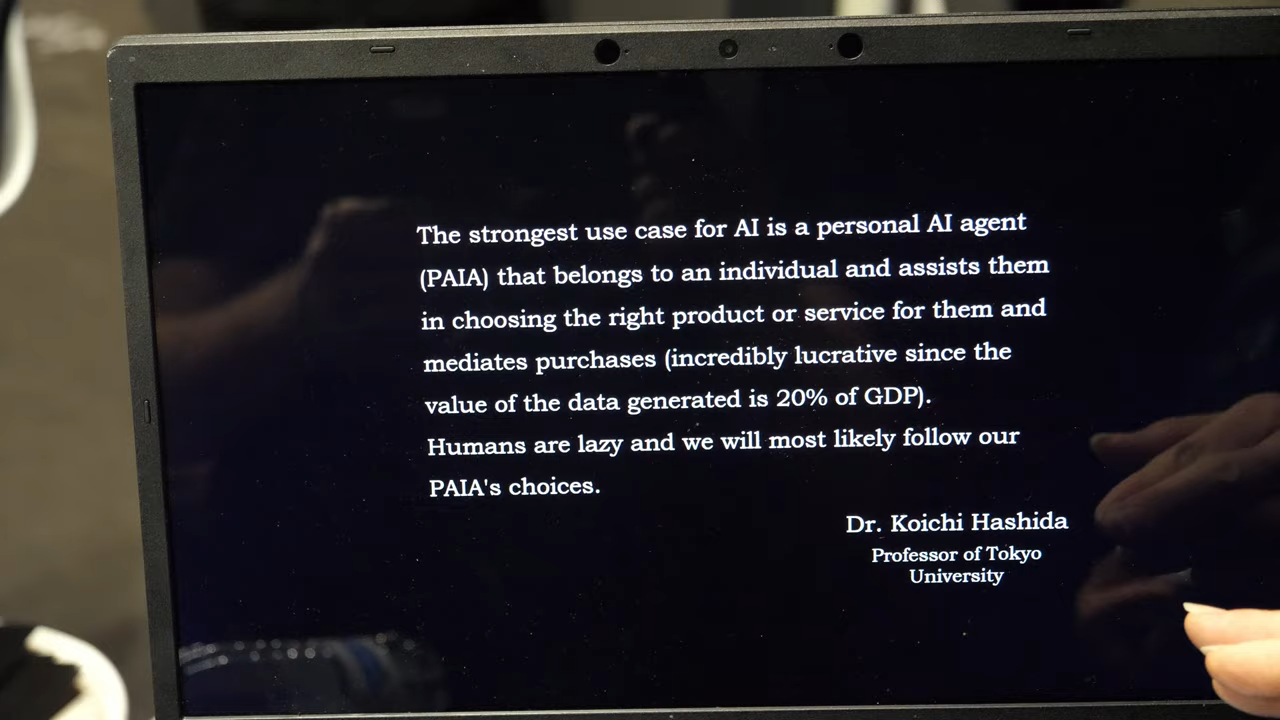 The strongest use case for AI is a personal AI agent
(PAIA) that belongs to an individual and assists them
in choosing the right product or service for them and
mediates purchases (incredibly lucrative since the
value of the data generated is 20% of GDP).
Humans are lazy and we will most likely follow our
PAIA's choices.
Dr. Koichi Hashida
Professor of Tokyo
University